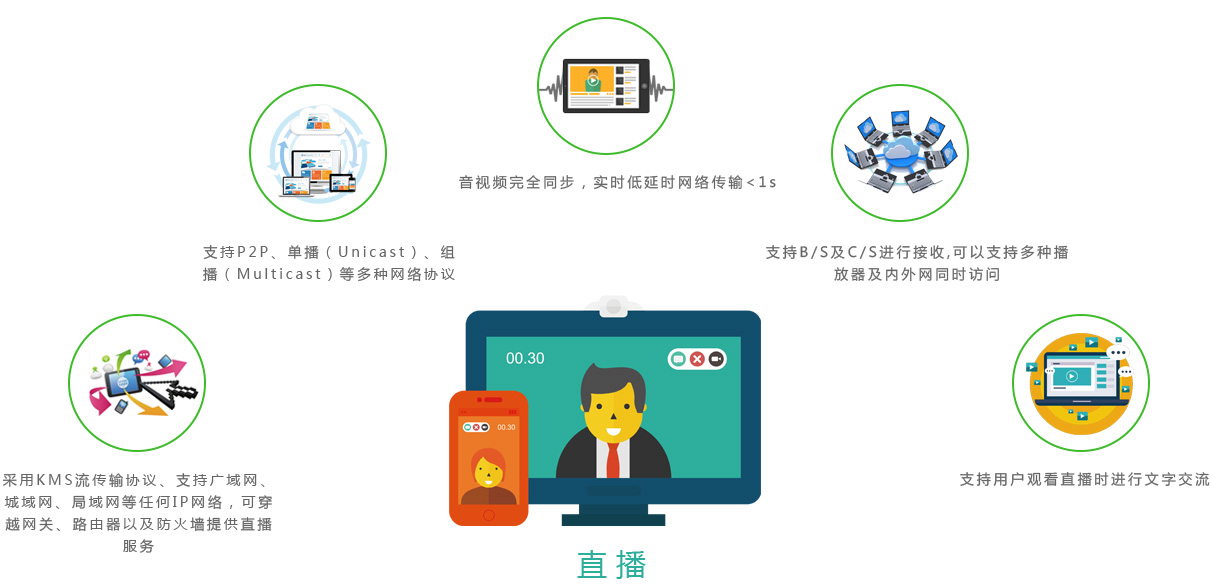 音视频完全同步，实时低延时网络传输<1s
支持P2P、单播（Unicast）、组
播（Multicast）等多种网络协议
支持B/S及C/S进行接收,可以支持多种播
放器及内外网同时访问
00.30
00.30
采用KMS流传输协议、支持广域网、
城域网、局域网等任何IP网络，可穿
越网关、路由器以及防火墙提供直播
服务
支持用户观看直播时进行文字交流
直播